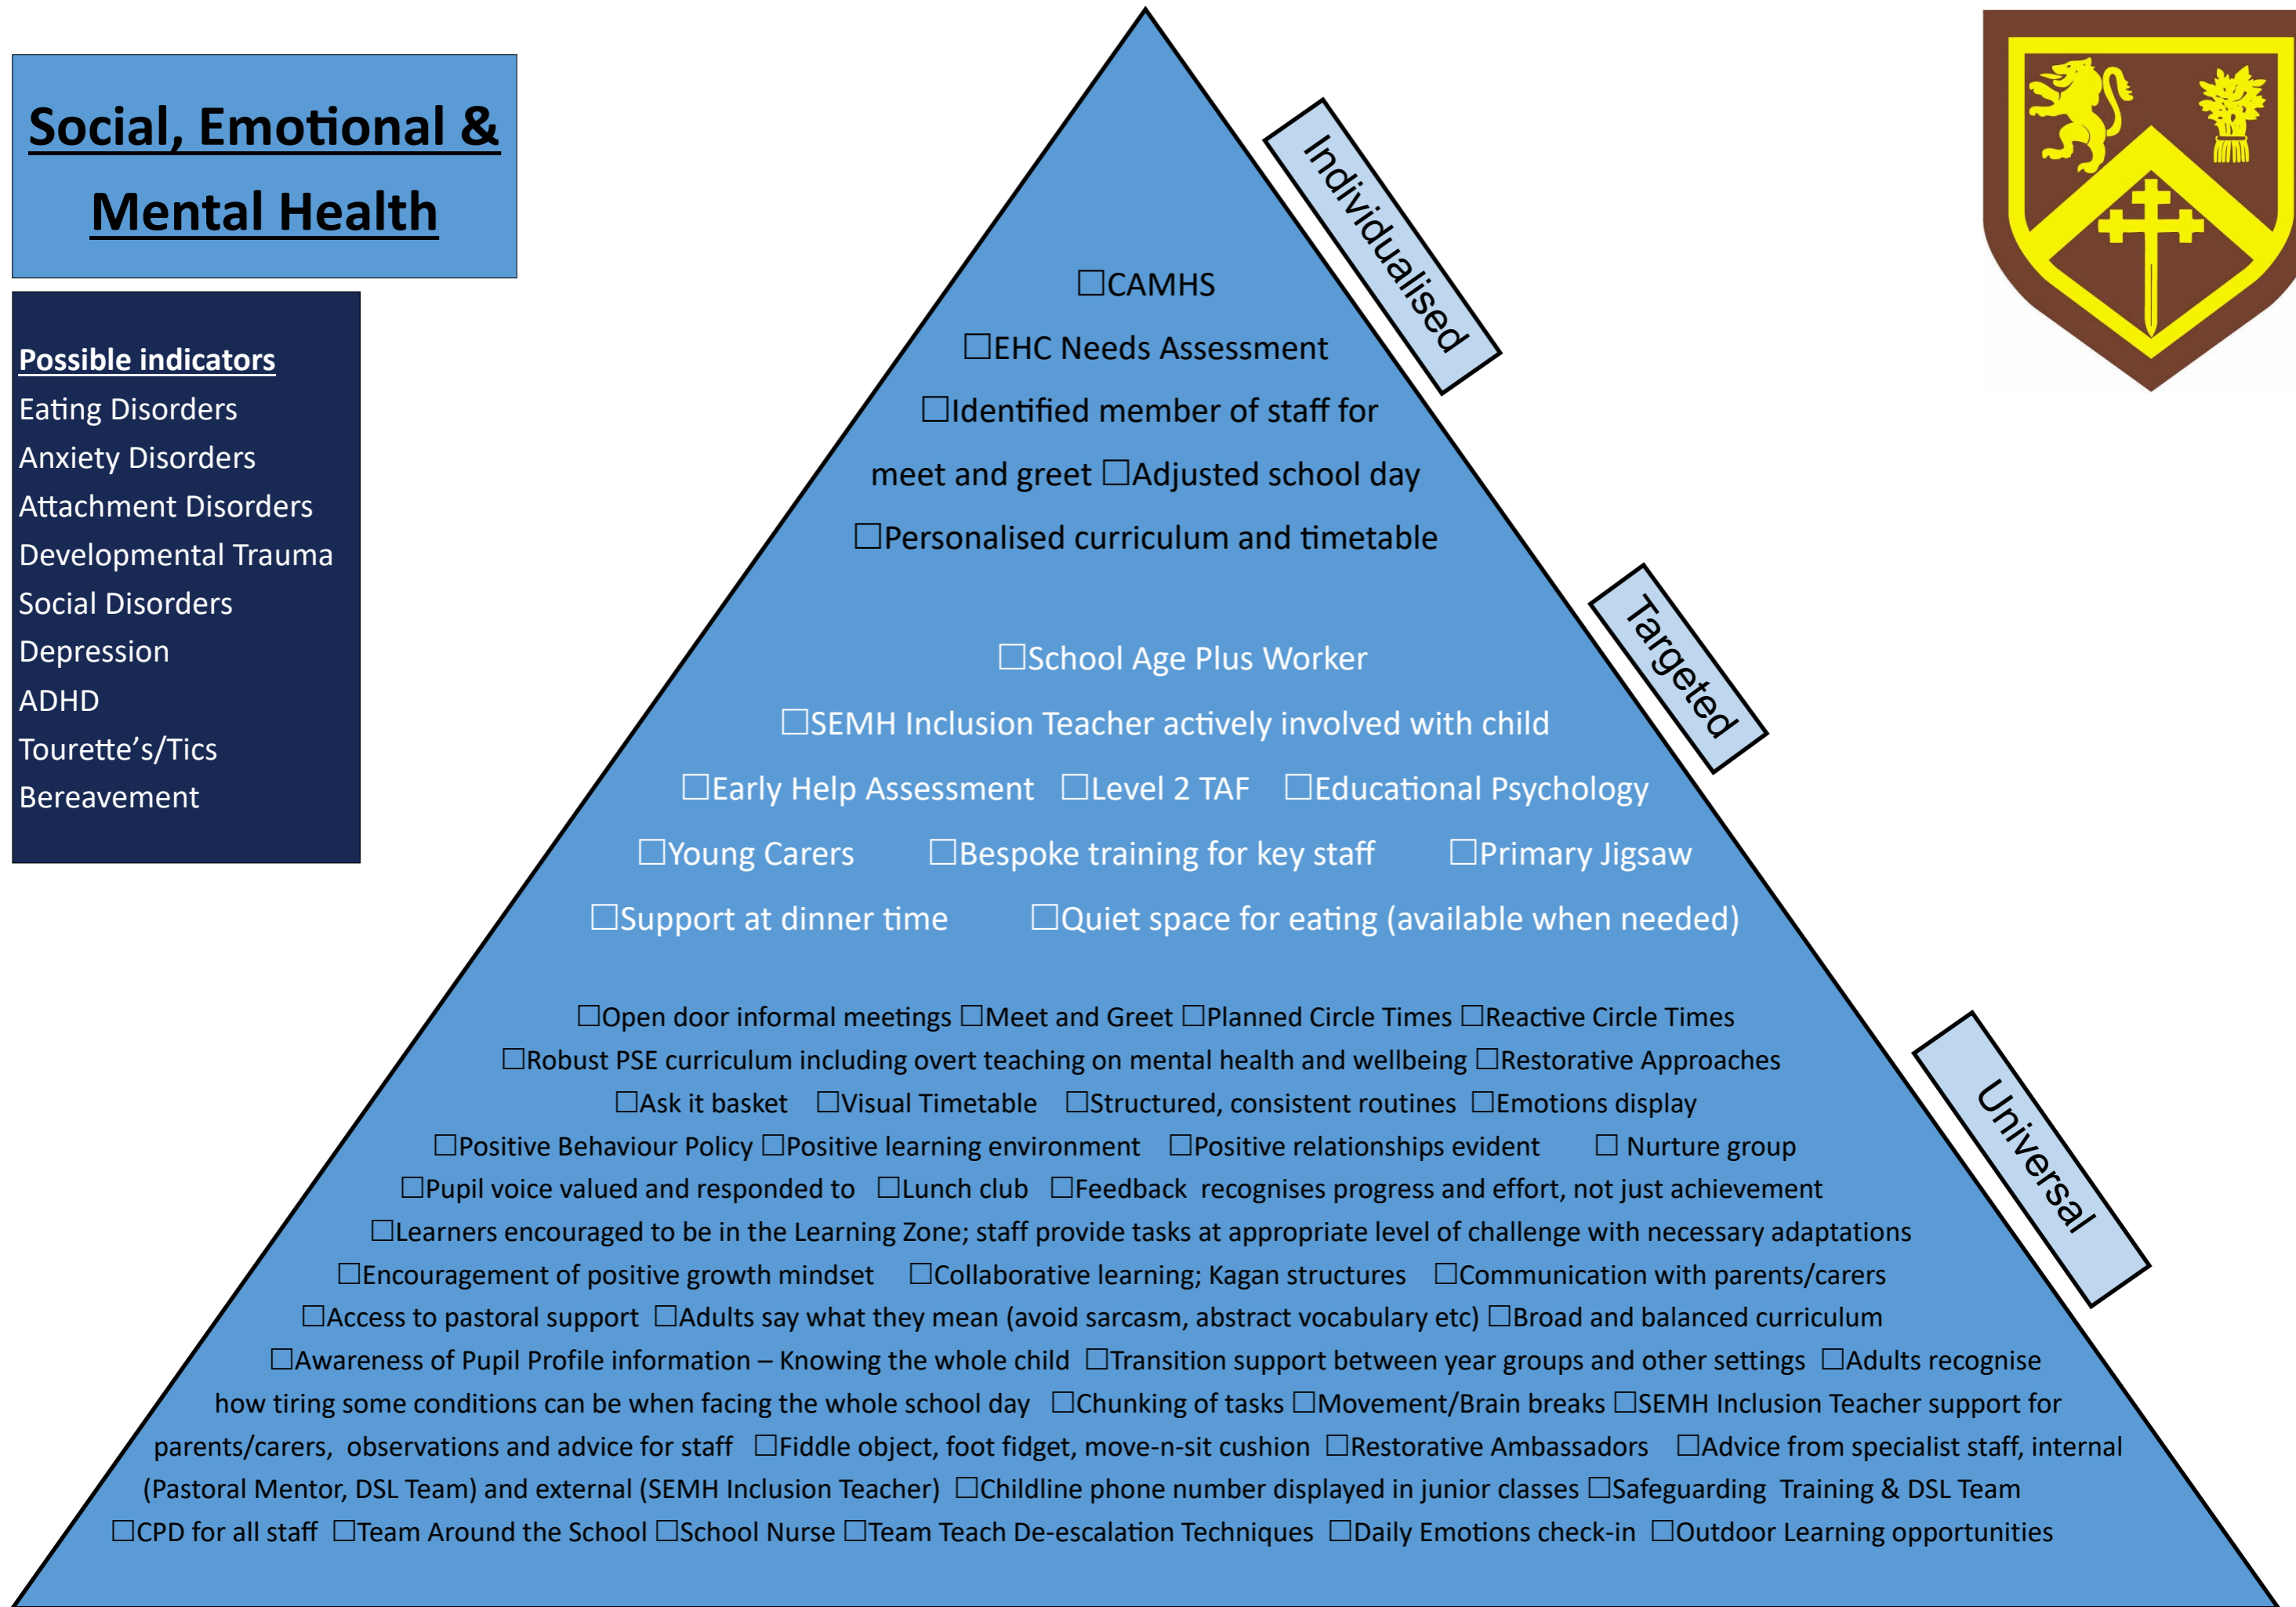 Social, Emotional &
Mental Health
Possible indicators
Eating Disorders
Anxiety Disorders
Attachment Disorders
Developmental Trauma
Social Disorders
Depression
ADHD
Tourette’s/Tics
Bereavement
Individualised
☐CAMHS
☐EHC Needs Assessment
☐Identified member of staff for
meet and greet ☐Adjusted school day
☐Personalised curriculum and timetable
Targeted
☐School Age Plus Worker
☐SEMH Inclusion Teacher actively involved with child
☐Early Help Assessment ☐Level 2 TAF ☐Educational Psychology
☐Young Carers ☐Bespoke training for key staff ☐Primary Jigsaw
☐Support at dinner time ☐Quiet space for eating (available when needed)
Universal
☐Open door informal meetings ☐Meet and Greet ☐Planned Circle Times ☐Reactive Circle Times
☐Robust PSE curriculum including overt teaching on mental health and wellbeing ☐Restorative Approaches
☐Ask it basket ☐Visual Timetable ☐Structured, consistent routines ☐Emotions display
☐Positive Behaviour Policy ☐Positive learning environment ☐Positive relationships evident ☐ Nurture group
☐Pupil voice valued and responded to ☐Lunch club ☐Feedback recognises progress and effort, not just achievement
☐Learners encouraged to be in the Learning Zone; staff provide tasks at appropriate level of challenge with necessary adaptations
☐Encouragement of positive growth mindset ☐Collaborative learning; Kagan structures ☐Communication with parents/carers
☐Access to pastoral support ☐Adults say what they mean (avoid sarcasm, abstract vocabulary etc) ☐Broad and balanced curriculum
☐Awareness of Pupil Profile information – Knowing the whole child ☐Transition support between year groups and other settings ☐Adults recognise
how tiring some conditions can be when facing the whole school day ☐Chunking of tasks ☐Movement/Brain breaks ☐SEMH Inclusion Teacher support for
parents/carers, observations and advice for staff ☐Fiddle object, foot fidget, move-n-sit cushion ☐Restorative Ambassadors ☐Advice from specialist staff, internal
(Pastoral Mentor, DSL Team) and external (SEMH Inclusion Teacher) ☐Childline phone number displayed in junior classes ☐Safeguarding Training & DSL Team
☐CPD for all staff ☐Team Around the School ☐School Nurse ☐Team Teach De-escalation Techniques ☐Daily Emotions check-in ☐Outdoor Learning opportunities